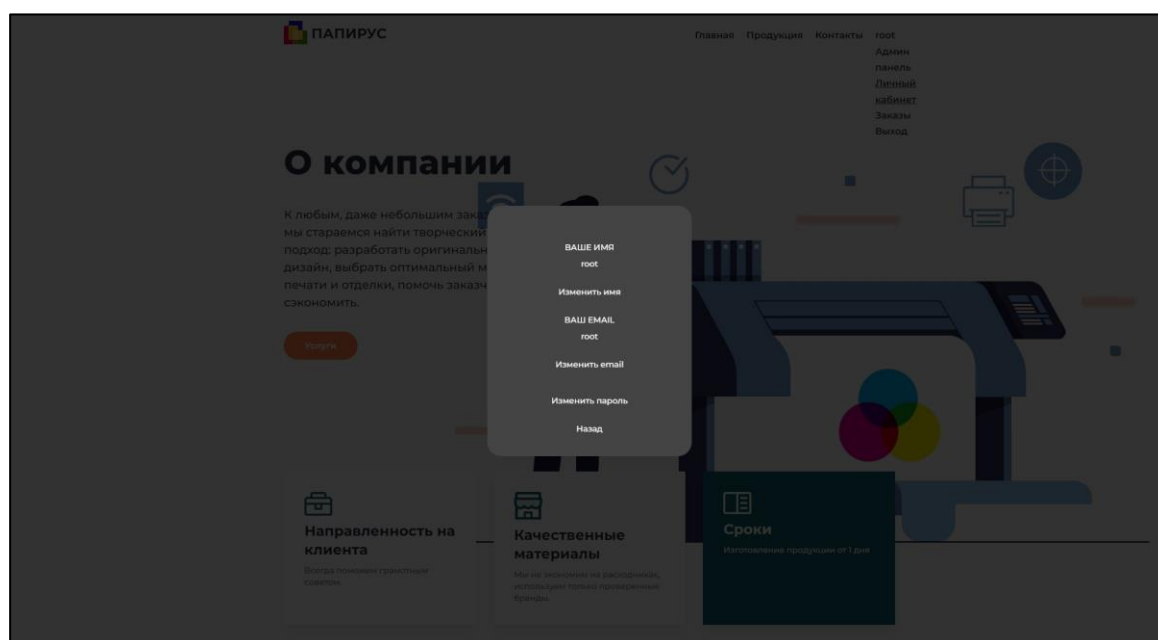 ПАПИРУС
Главная Продукция Контакты root
Админ
панель
Личный
кабинет
Заказы
Выход
О компании
К любым, даже небольшим зака
мы стараемся найти творческий
подход: разработать оригинальн
дизайн, выбрать оптимальный м
печати и отделки, помочь заказч
сэкономить.
Услуги
ВАШЕ ИМЯ
root
Изменить имя
ВАШ EMAIL
root
Изменить email
Изменить пароль
Назад
Направленность на
клиента
Всегда поможем грамотным
советом.
Качественные
материалы
Мы не экономим на расходниках,
используем только проверенные
бренды.
Сроки
Изготовление продукции от 1 дня